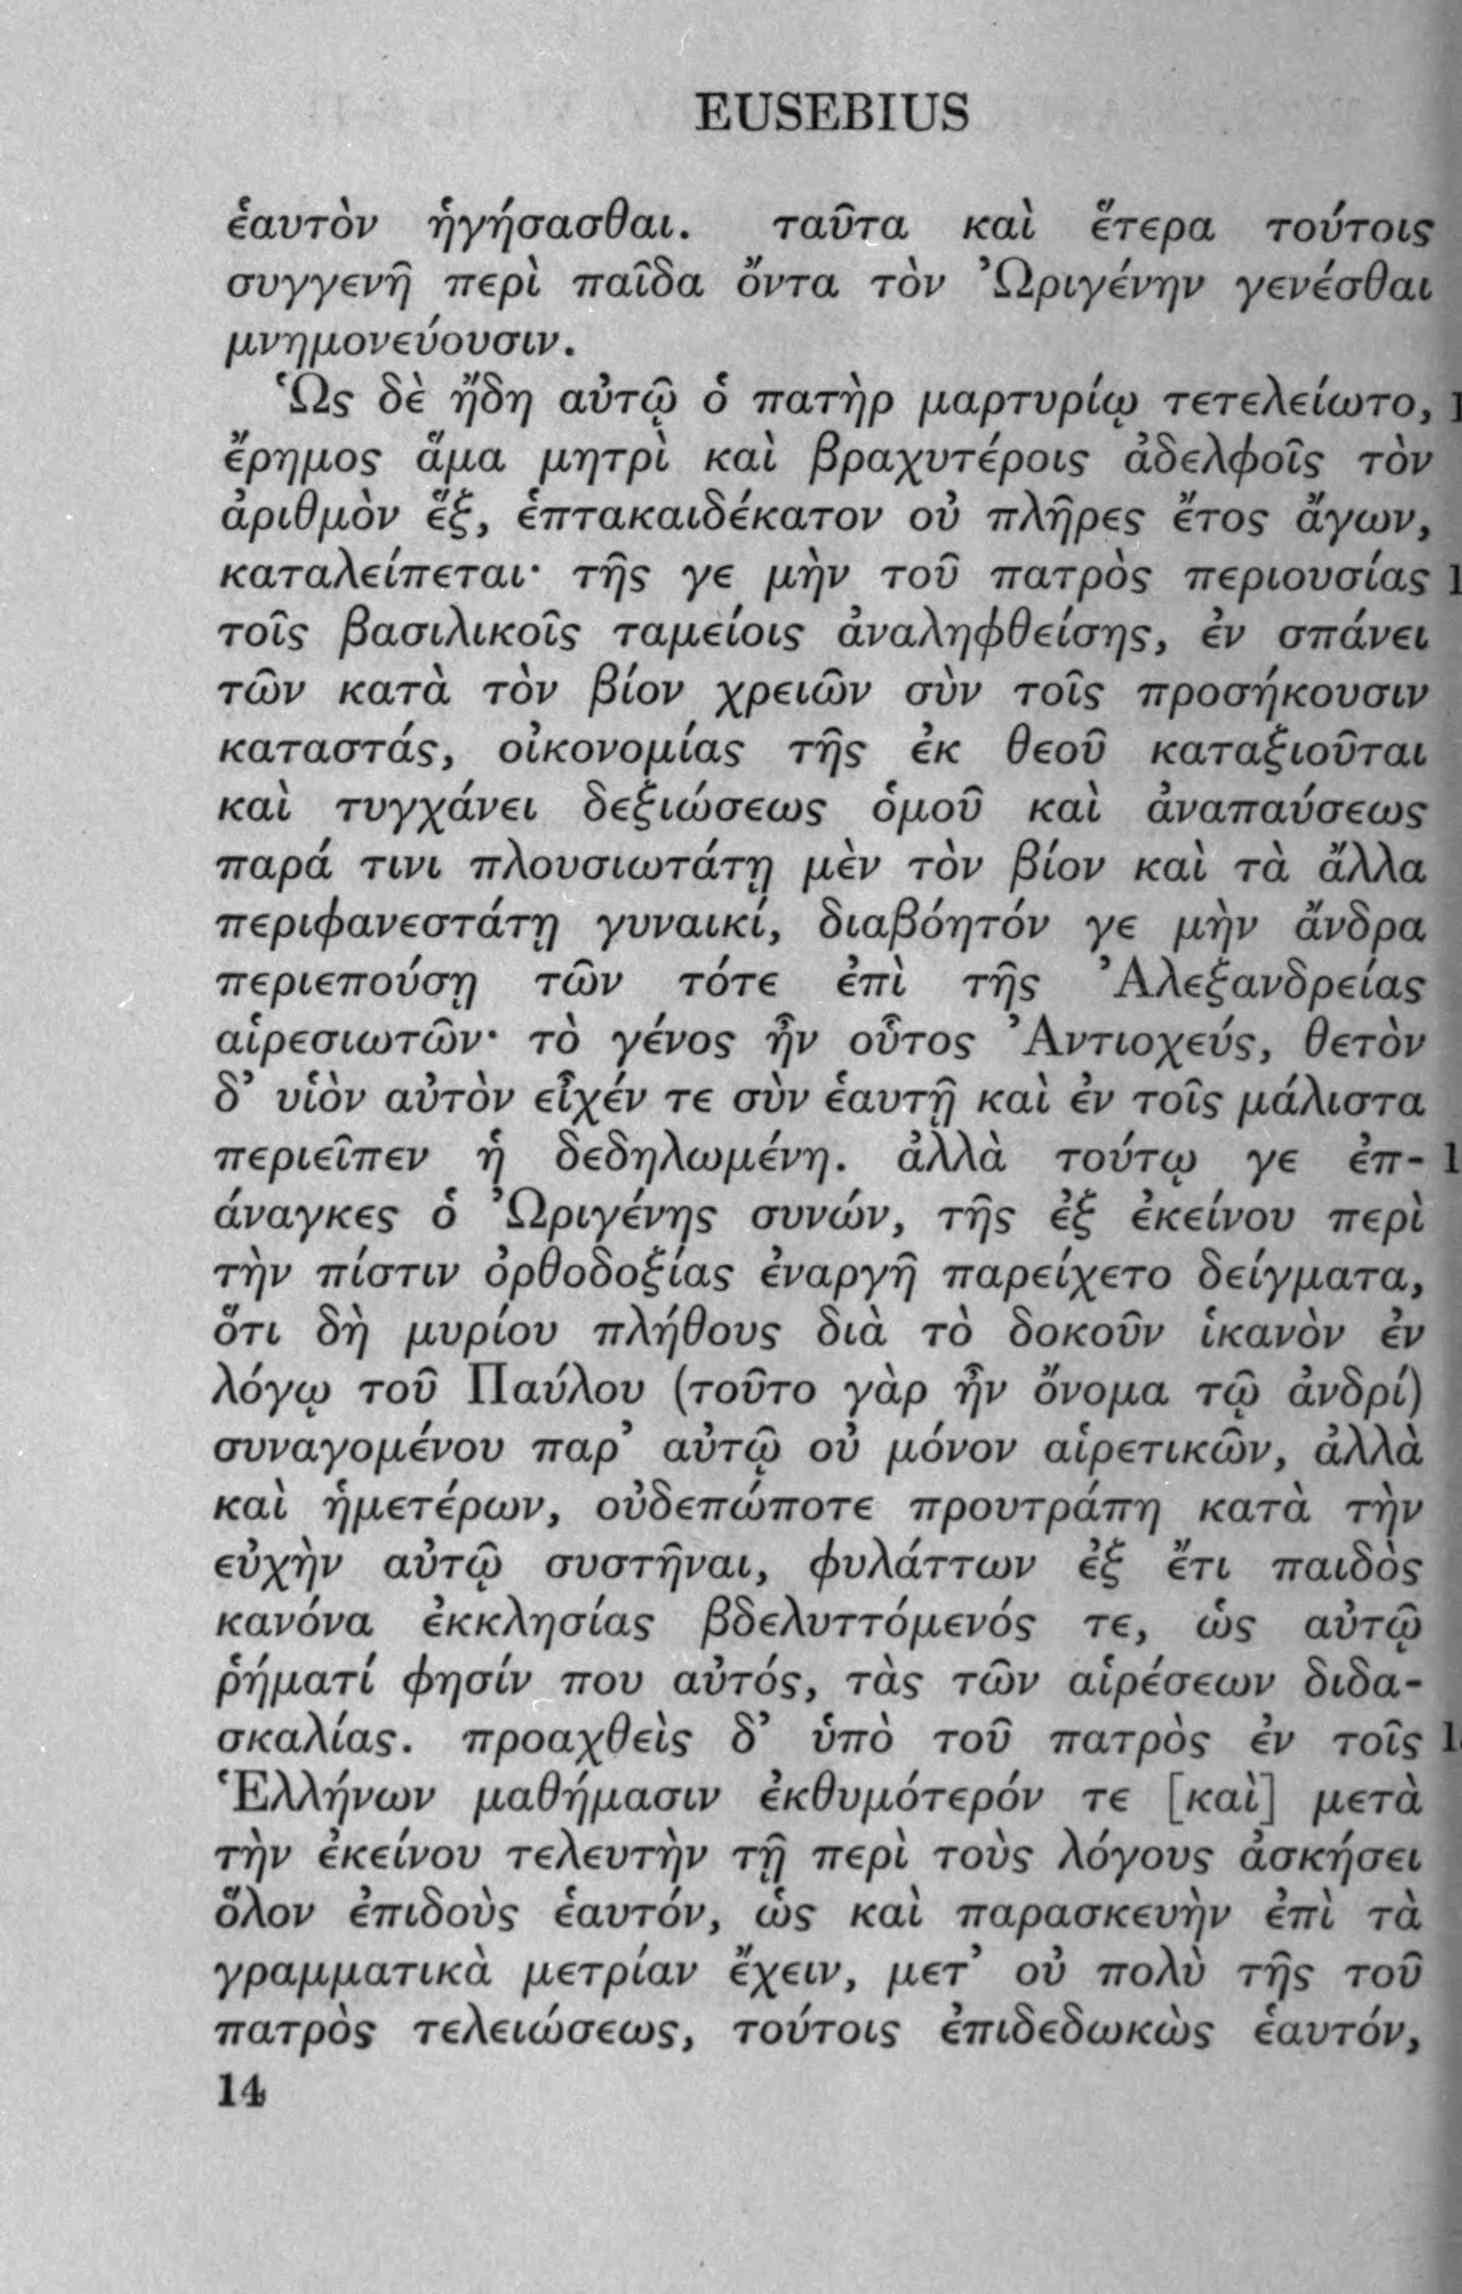 EUSEBIUS
ἑαυτὸν ἡγήσασθαι. ταῦτα καὶ ἕτερα τούτοις
συγγενῆ περὶ παῖδα ὄντα τὸν Ὠριγένην γενέσθαι
μνημονεύουσιν.
Ὡς δὲ ἤδη αὐτῷ ὁ πατὴρ μαρτυρίῳ τετελείωτο,
ἔρημος ἅμα μητρὶ καὶ βραχυτέροις ἀδελφοῖς τὸν
ἀριθμὸν ἕξ, ἑπτακαιδέκατον οὐ πλῆρες ἔτος ἄγων,
καταλείπεται· τῆς γε μὴν τοῦ πατρὸς περιουσίας
τοῖς βασιλικοῖς ταμείοις ἀναληφθείσης, ἐν σπάνει
τῶν κατὰ τὸν βίον χρειῶν σὺν τοῖς προσήκουσιν
καταστάς, οἰκονομίας τῆς ἐκ θεοῦ καταξιοῦται
καὶ τυγχάνει δεξιώσεως ὁμοῦ καὶ ἀναπαύσεως
παρά τινι πλουσιωτάτῃ μὲν τὸν βίον καὶ τὰ ἄλλα
περιφανεστάτῃ γυναικί, διαβόητόν γε μὴν ἄνδρα
περιεπούσῃ τῶν τότε ἐπὶ τῆς Ἀλεξανδρείας
αἱρεσιωτῶν· τὸ γένος ἦν οὗτος Ἀντιοχεύς, θετὸν
δ’ υἱὸν αὐτὸν εἶχέν τε σὺν ἑαυτῇ καὶ ἐν τοῖς μάλιστα
περιεῖπεν ἡ δεδηλωμένη. ἀλλὰ τούτῳ γε ἐπ-
άναγκες ὁ Ὠριγένης συνών, τῆς ἐξ ἐκείνου περὶ
τὴν πίστιν ὀρθοδοξίας ἐναργῆ παρείχετο δείγματα,
ὅτι δὴ μυρίου πλήθους διὰ τὸ δοκοῦν ἱκανὸν ἐν
λόγῳ τοῦ Παύλου (τοῦτο γὰρ ἦν ὄνομα τῷ ἀνδρί)
συναγομένου παρ’ αὐτῷ οὐ μόνον αἱρετικῶν, ἀλλὰ
καὶ ἡμετέρων, οὐδεπώποτε προυτράπη κατὰ τὴν
εὐχὴν αὐτῷ συστῆναι, φυλάττων ἐξ ἔτι παιδὸς
κανόνα ἐκκλησίας βδελυττόμενός τε, ὡς αὐτῷ
ῥήματί φησίν που αὐτός, τὰς τῶν αἱρέσεων διδα-
σκαλίας. προαχθεὶς δ’ ὑπὸ τοῦ πατρὸς ἐν τοῖς
Ἑλλήνων μαθήμασιν ἐκθυμότερόν τε [καὶ] μετὰ
τὴν ἐκείνου τελευτὴν τῇ περὶ τοὺς λόγους ἀσκήσει
ὅλον ἐπιδοὺς ἑαυτόν, ὡς καὶ παρασκευὴν ἐπὶ τὰ
γραμματικὰ μετρίαν ἔχειν, μετ’ οὐ πολὺ τῆς τοῦ
πατρὸς τελειώσεως, τούτοις ἐπιδεδωκὼς ἑαυτόν,
14